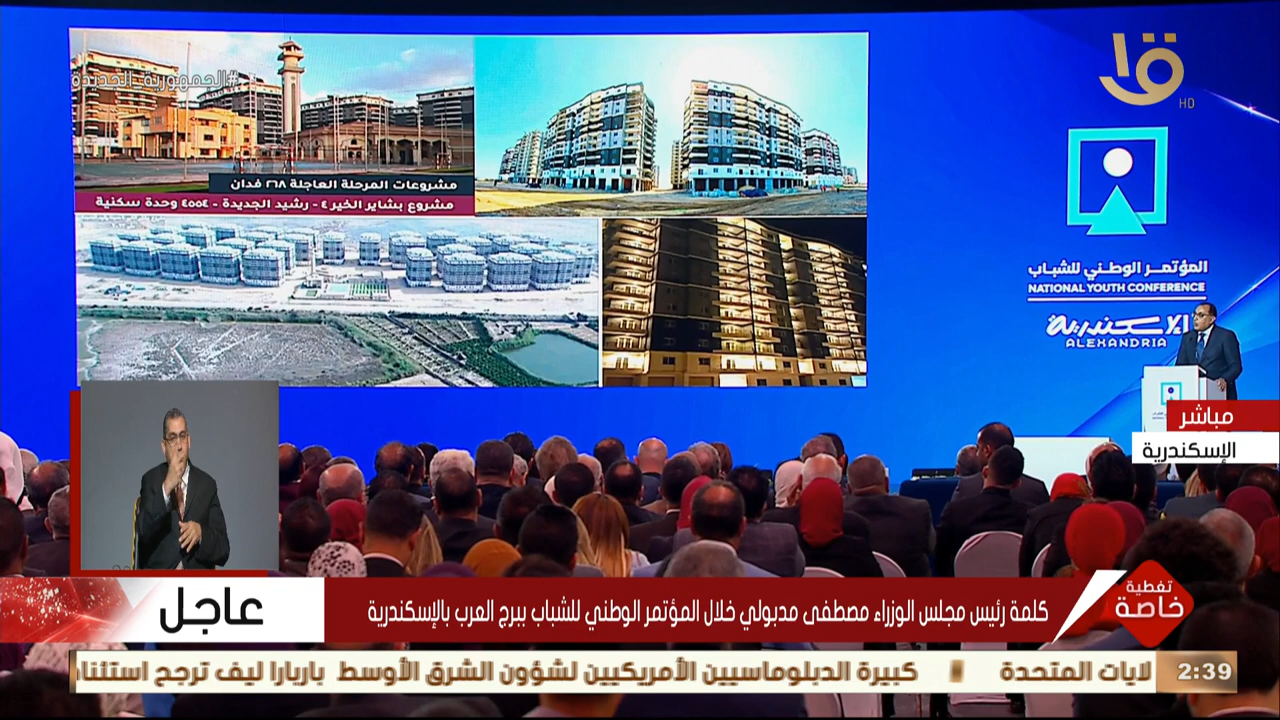 #الجمهورية_الجديدة
HD
مشروعات المرحلة العاجلة ٢٦٨ فدان
مشروع بشاير الخير ٤ - رشيد الجديدة - ٤٥٥٤ وحدة سكنية
المؤتمر الوطني للشباب
NATIONAL YOUTH CONFERENCE
الإسكندرية
ALEXANDRIA
مباشر
الإسكندرية
تغطية
خاصة
عاجل
كلمة رئيس مجلس الوزراء مصطفى مدبولي خلال المؤتمر الوطني للشباب ببرج العرب بالإسكندرية
2:39
لايات المتحدة
كبيرة الدبلوماسيين الأمريكيين لشؤون الشرق الأوسط باربارا ليف ترجح استئنا